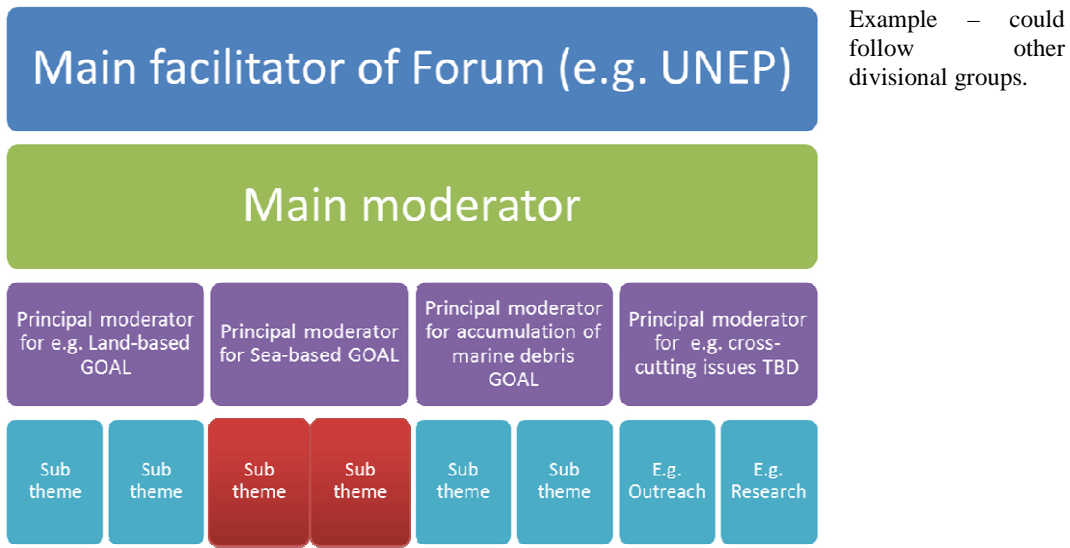 Main facilitator of Forum (e.g. UNEP)
Example – could
follow other
divisional groups.
Main moderator
Principal moderator
for e.g. Land-based
GOAL
Principal moderator
for Sea-based GOAL
Principal moderator
for accumulation of
marine debris
GOAL
Principal moderator
for e.g. cross-
cutting issues TBD
Sub
theme
Sub
theme
Sub
theme
Sub
theme
Sub
theme
Sub
theme
E.g.
Outreach
E.g.
Research